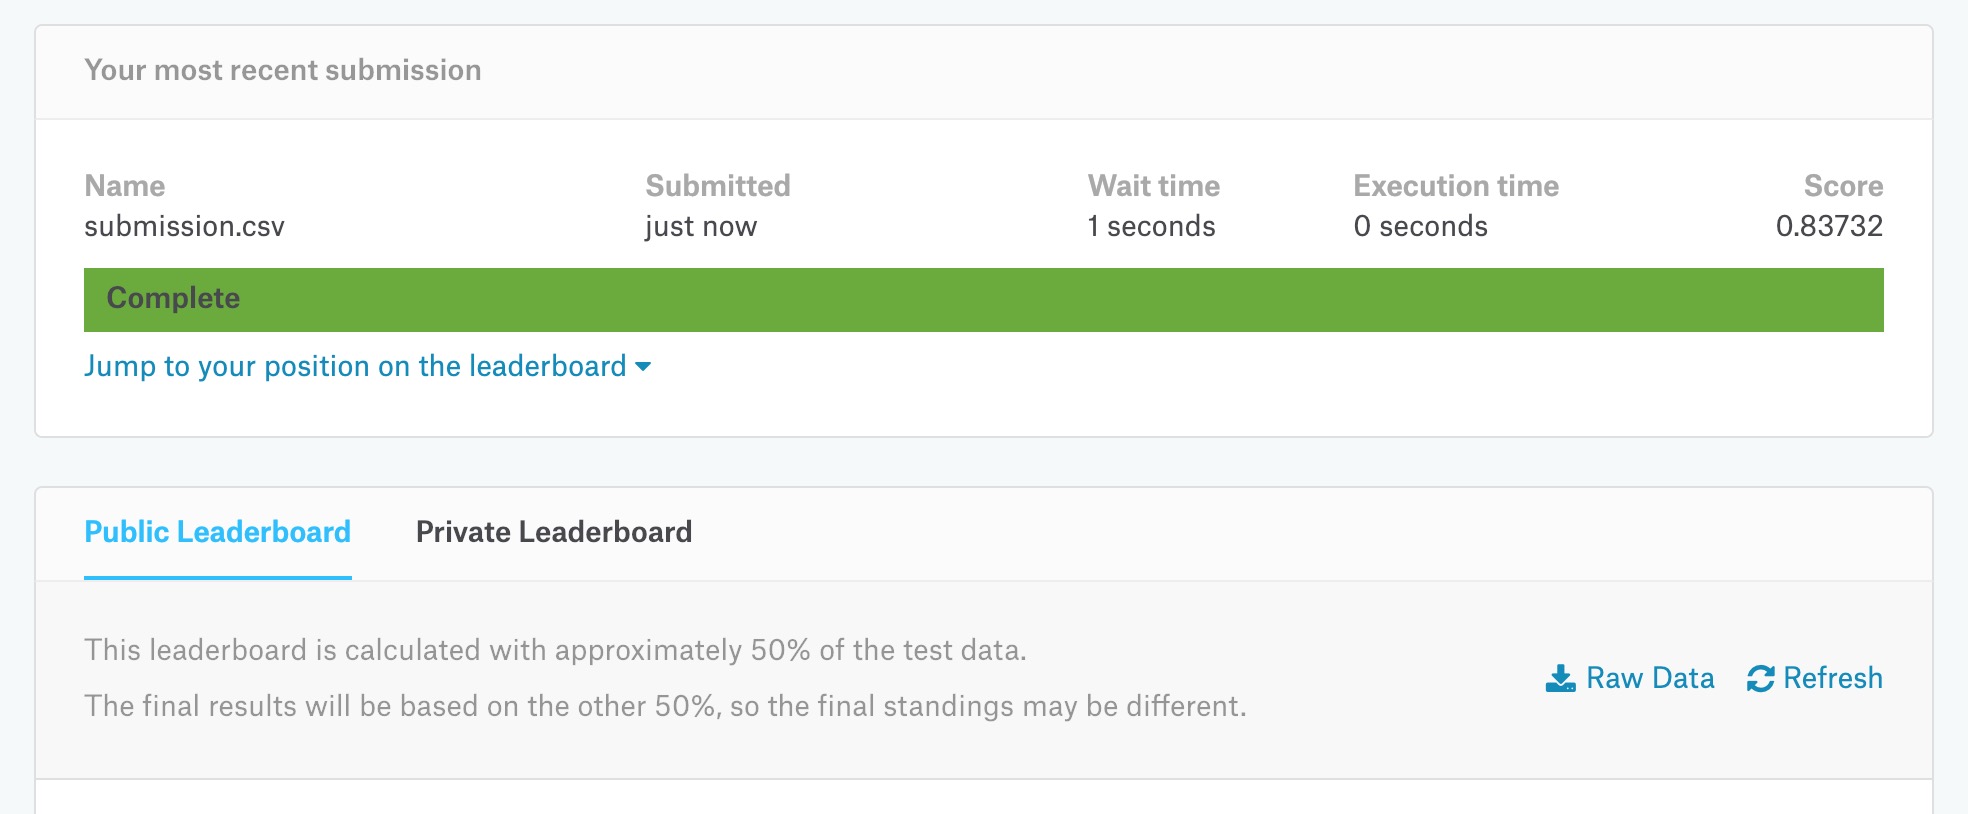 Your most recent submission
Name Submitted Wait time Execution time Score
submission.csv just now 1 seconds 0 seconds 0.83732
Complete
Jump to your position on the leaderboard
Public Leaderboard Private Leaderboard
This leaderboard is calculated with approximately 50% of the test data.
The final results will be based on the other 50%, so the final standings may be different.
Raw Data Refresh